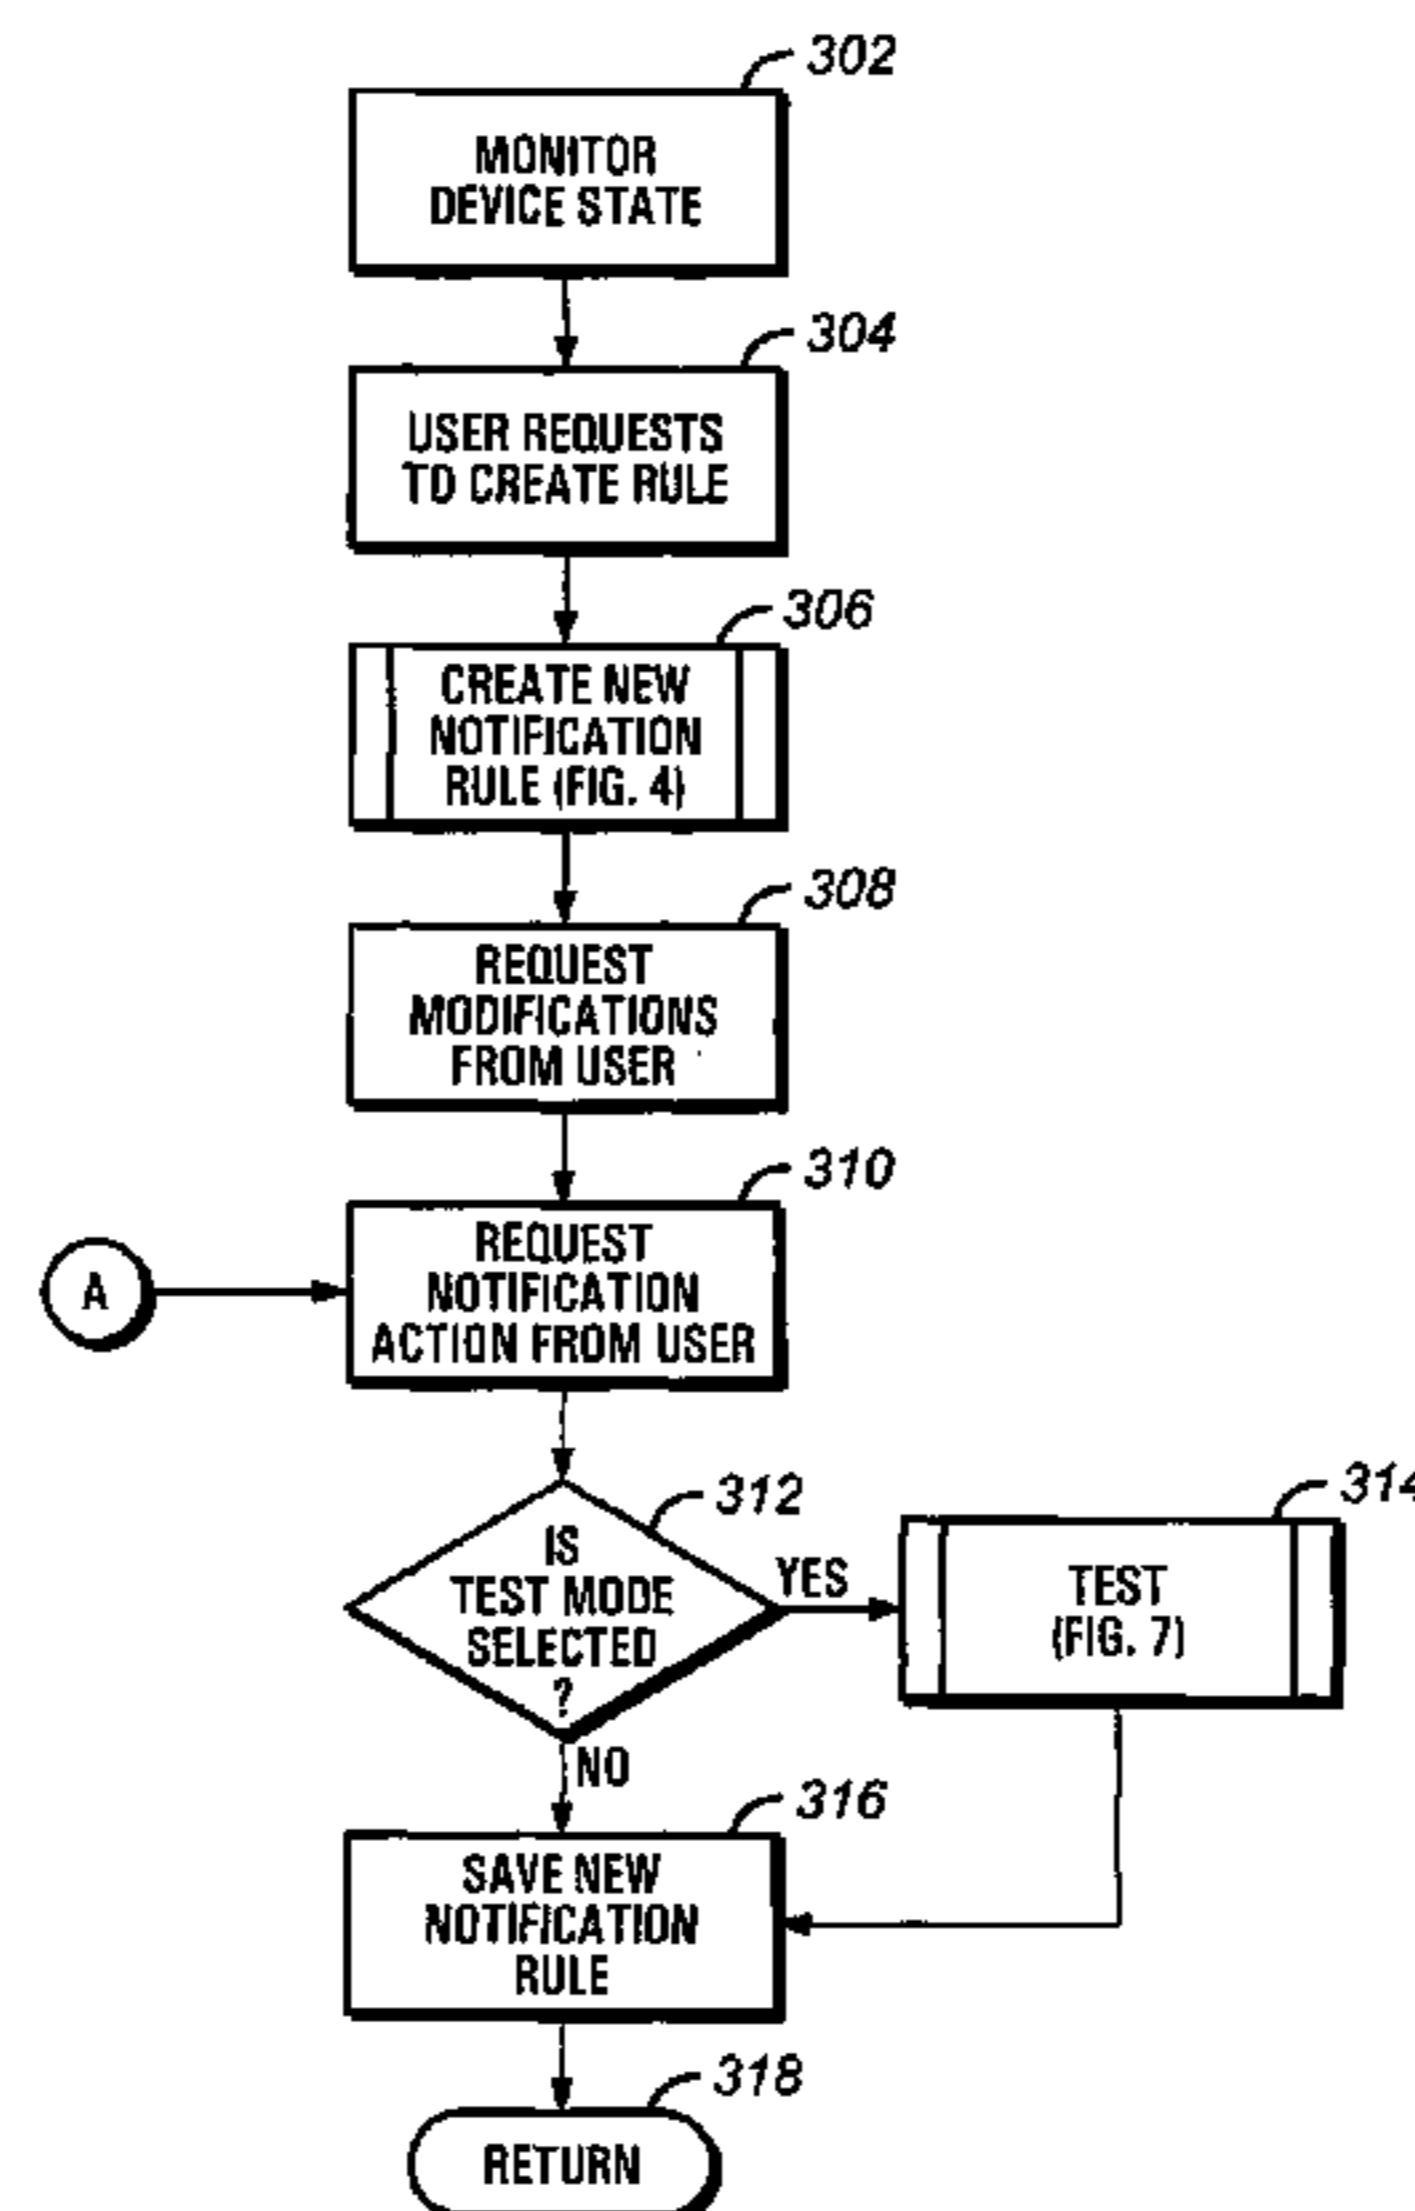 302
MONITOR
DEVICE STATE
304
USER REQUESTS
TO CREATE RULE
306
CREATE NEW
NOTIFICATION
RULE (FIG. 4)
308
REQUEST
MODIFICATIONS
FROM USER
310
REQUEST
NOTIFICATION
ACTION FROM USER
A
312
IS
TEST MODE
SELECTED
?
YES
314
TEST
(FIG. 7)
NO
316
SAVE NEW
NOTIFICATION
RULE
318
RETURN